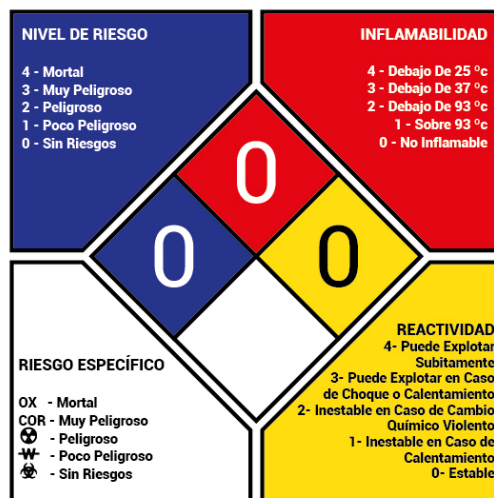 NIVEL DE RIESGO
4 - Mortal
3 - Muy Peligroso
2 - Peligroso
1 - Poco Peligroso
0 - Sin Riesgos
INFLAMABILIDAD
4 - Debajo De 25 ºc
3 - Debajo De 37 ºc
2 - Debajo De 93 ºc
1 - Sobre 93 ºc
0 - No Inflamable
0
0
0
RIESGO ESPECÍFICO
OX - Mortal
COR - Muy Peligroso
☢ - Peligroso
W - Poco Peligroso
☣ - Sin Riesgos
REACTIVIDAD
4- Puede Explotar
Subitamente
3- Puede Explotar en Caso
de Choque o Calentamiento
2- Inestable en Caso de Cambio
Químico Violento
1- Inestable en Caso de
Calentamiento
0- Estable